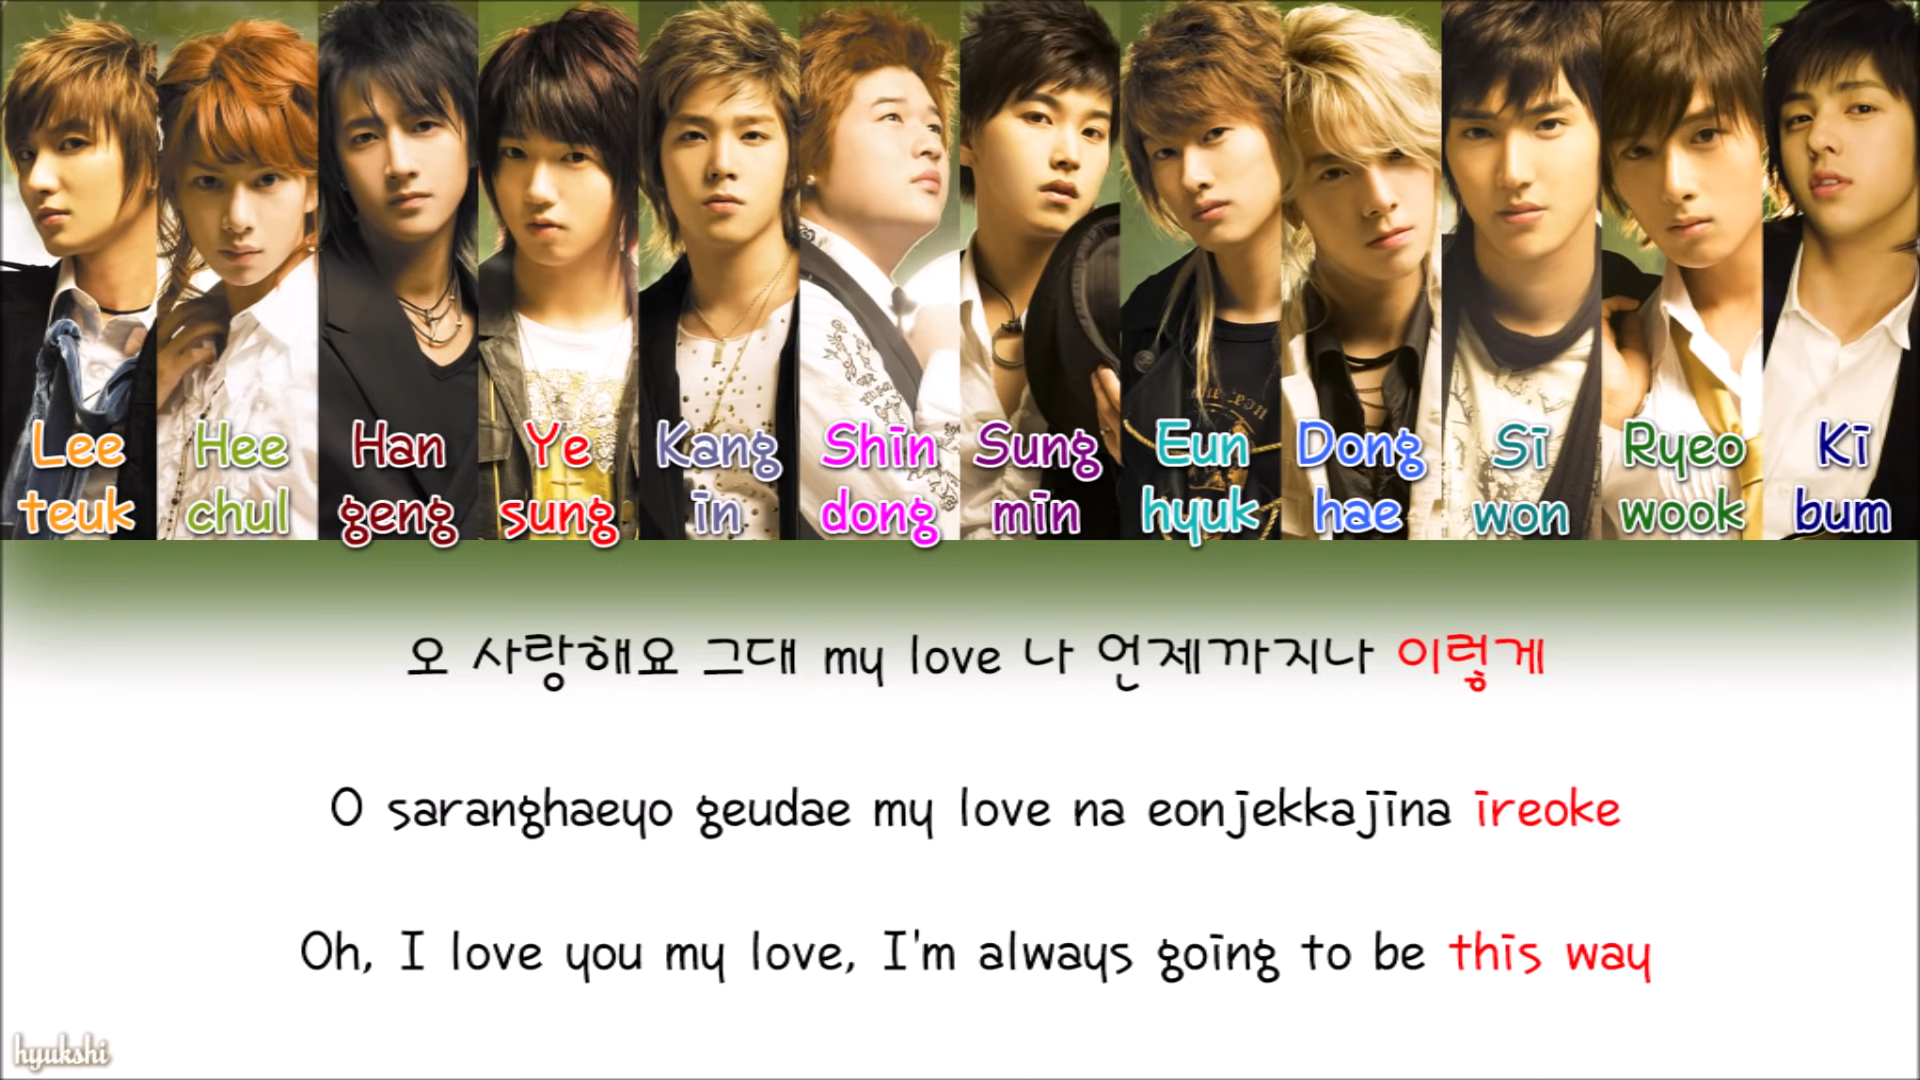 Lee teuk
Hee chul
Han geng
Ye sung
Kang in
Shin dong
Sung min
Eun hyuk
Dong hae
Si won
Ryeo wook
Ki bum
오 사랑해요 그대 my love 나 언제까지나 이렇게
O saranghaeyo geudae my love na eonjekkajina ireoke
Oh, I love you my love, I'm always going to be this way
hyukshi